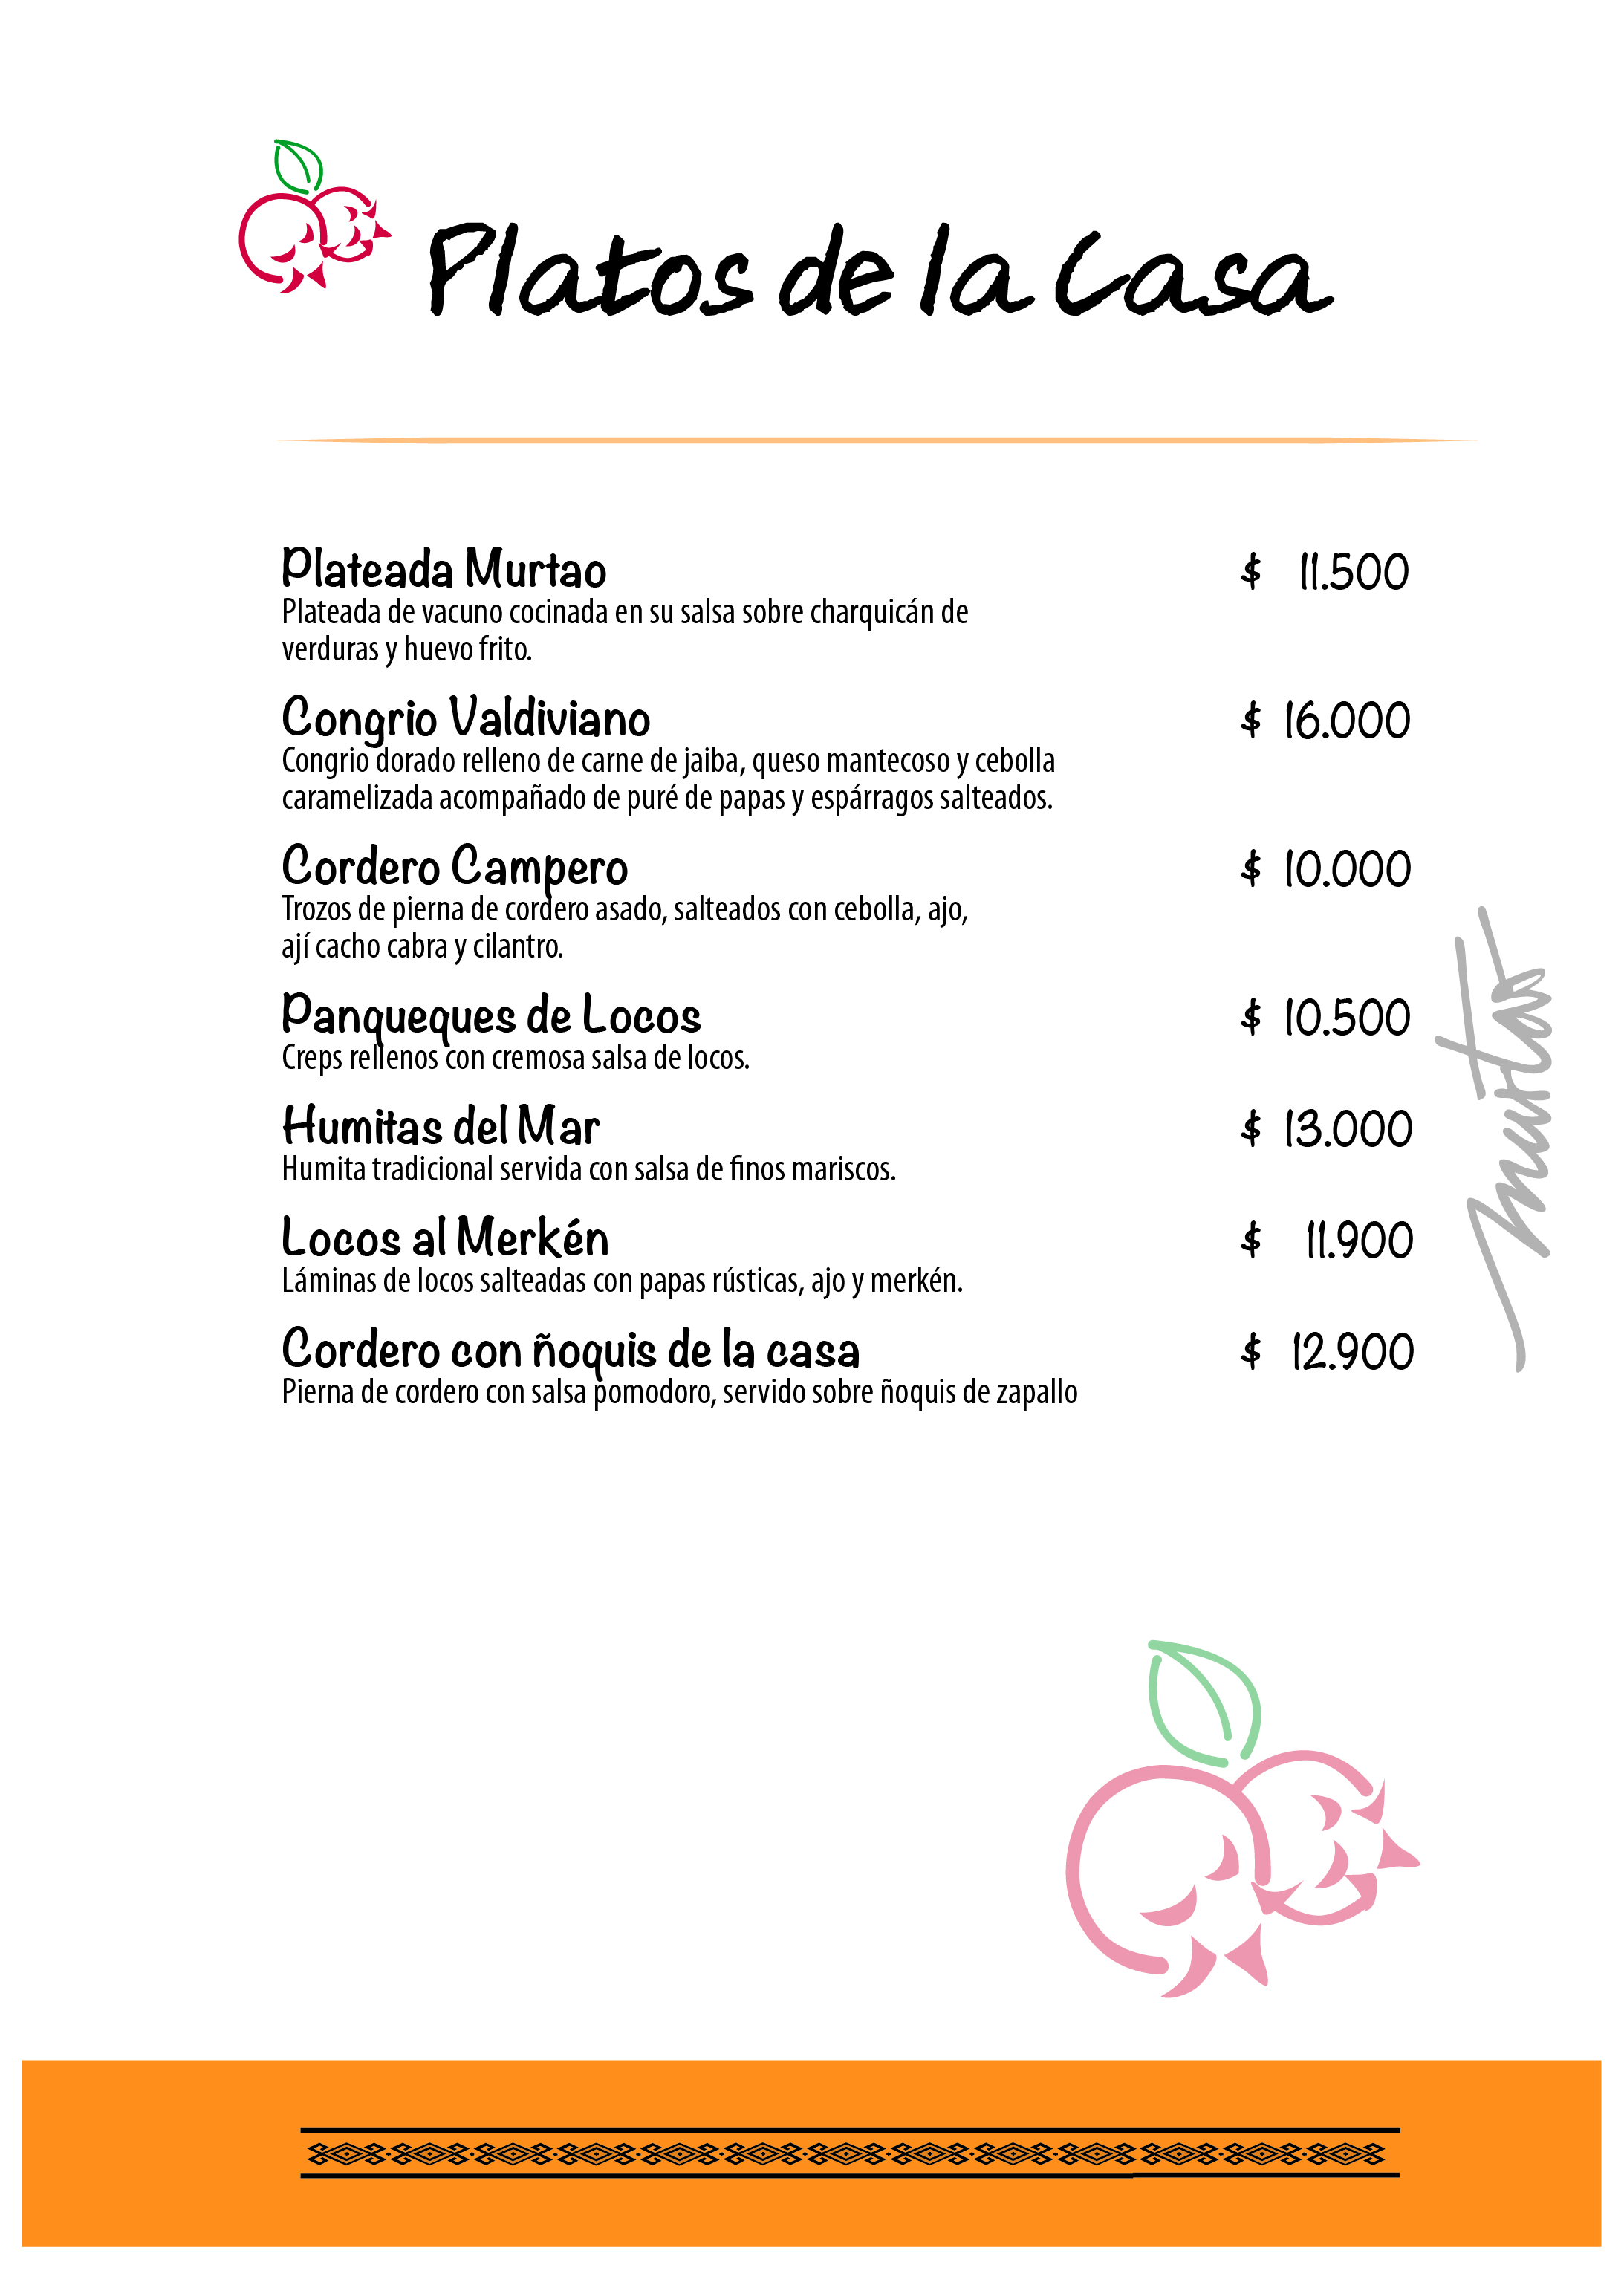 Platos de la Casa
Plateada Murtao $ 11.500
Plateada de vacuno cocinada en su salsa sobre charquicán de
verduras y huevo frito.
Congrio Valdiviano $ 16.000
Congrio dorado relleno de carne de jaiba, queso mantecoso y cebolla
caramelizada acompañado de puré de papas y espárragos salteados.
Cordero Campero $ 10.000
Trozos de pierna de cordero asado, salteados con cebolla, ajo,
ají cacho cabra y cilantro.
Panqueques de Locos $ 10.500
Creps rellenos con cremosa salsa de locos.
Humitas del Mar $ 13.000
Humita tradicional servida con salsa de finos mariscos.
Locos al Merkén $ 11.900
Láminas de locos salteadas con papas rústicas, ajo y merkén.
Cordero con ñoquis de la casa $ 12.900
Pierna de cordero con salsa pomodoro, servido sobre ñoquis de zapallo
murtao